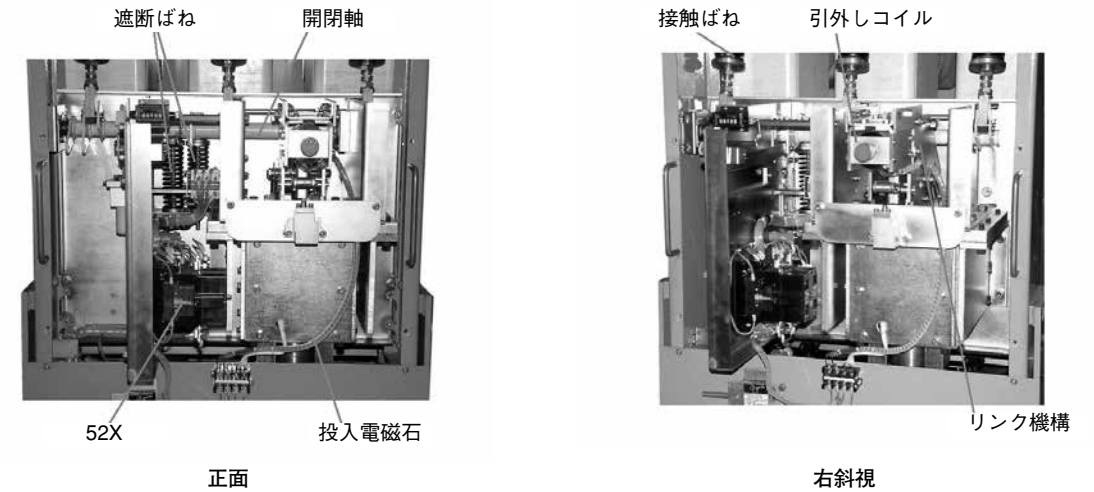 遮断ばね
開閉軸
52X
投入電磁石
正面
接触ばね
引外しコイル
リンク機構
右斜視